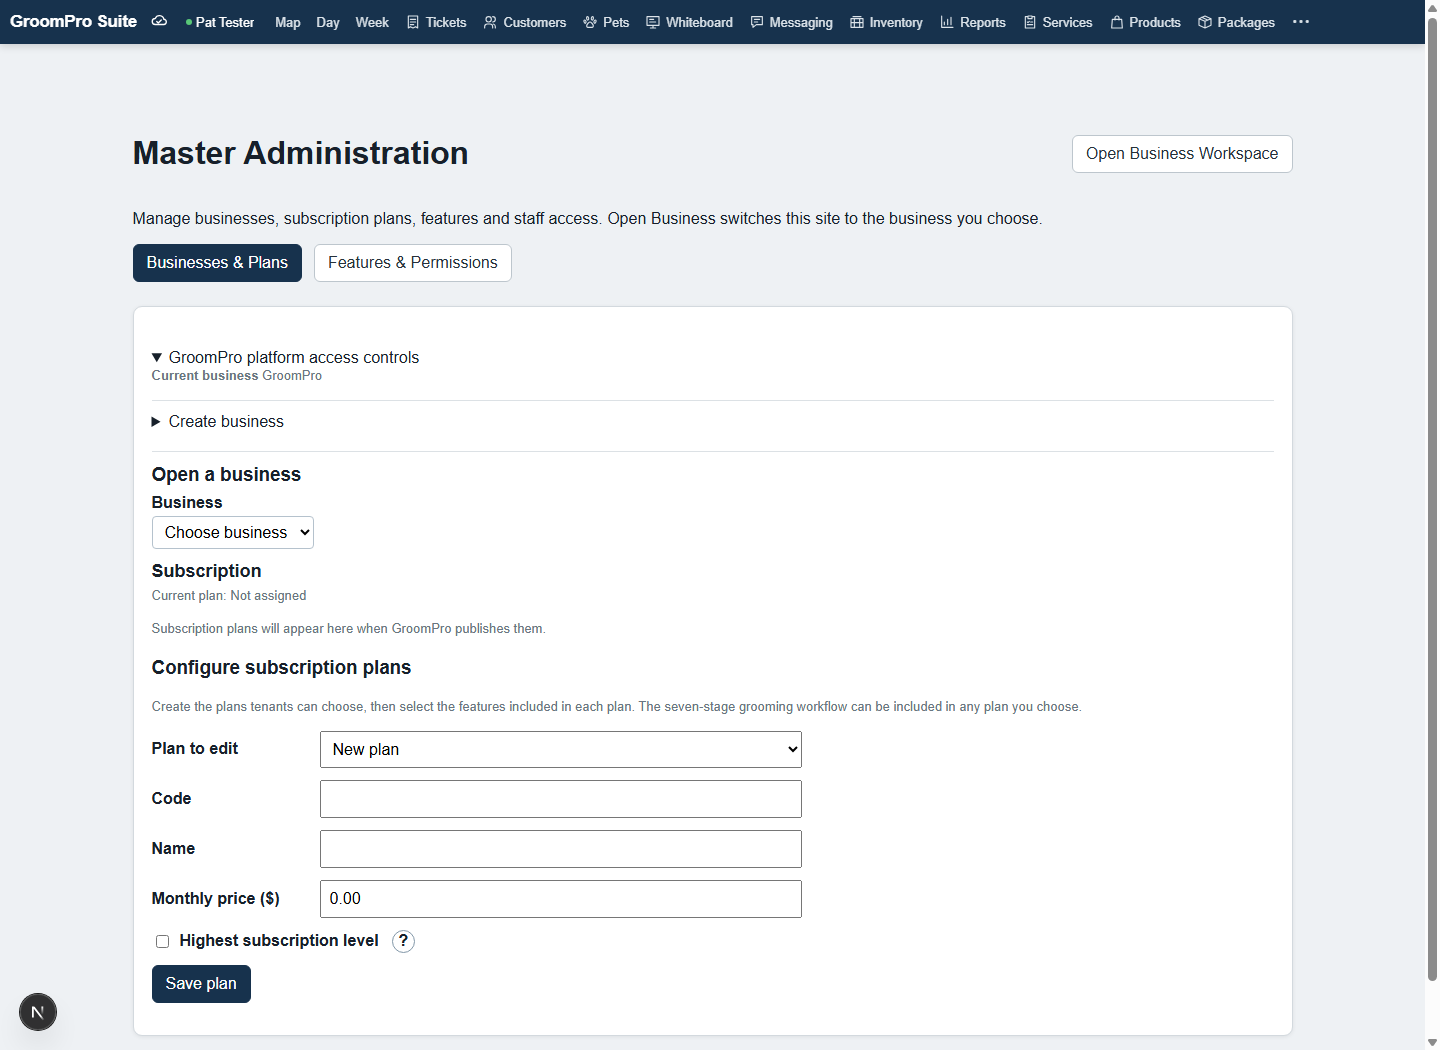 GroomPro Suite Pat Tester Map Day Week Tickets Customers Pets Whiteboard Messaging Inventory Reports Services Products Packages ···
Master Administration
Open Business Workspace
Manage businesses, subscription plans, features and staff access. Open Business switches this site to the business you choose.
Businesses & Plans Features & Permissions
GroomPro platform access controls
Current business GroomPro
Create business
Open a business
Business
Choose business
Subscription
Current plan: Not assigned
Subscription plans will appear here when GroomPro publishes them.
Configure subscription plans
Create the plans tenants can choose, then select the features included in each plan. The seven-stage grooming workflow can be included in any plan you choose.
Plan to edit New plan
Code
Name
Monthly price ($) 0.00
Highest subscription level ?
Save plan
N